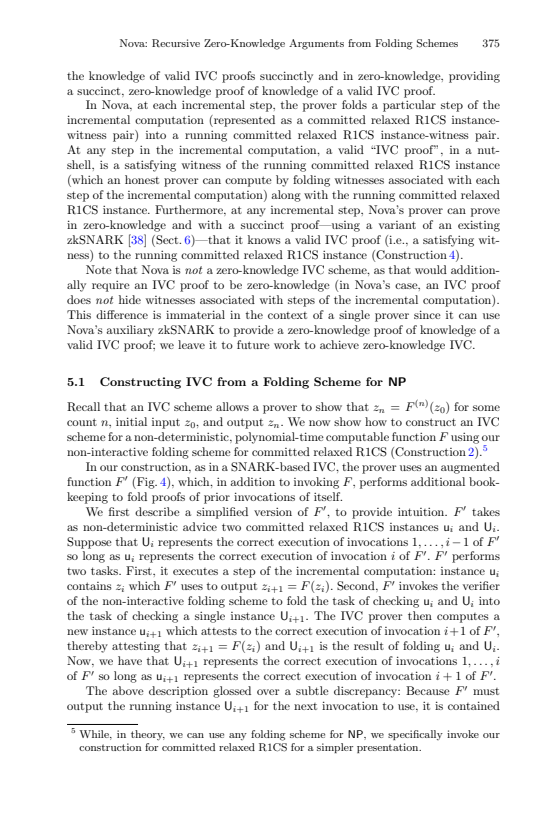 Nova: Recursive Zero-Knowledge Arguments from Folding Schemes 375
the knowledge of valid IVC proofs succinctly and in zero-knowledge, providing
a succinct, zero-knowledge proof of knowledge of a valid IVC proof.
In Nova, at each incremental step, the prover folds a particular step of the
incremental computation (represented as a committed relaxed R1CS instance-
witness pair) into a running committed relaxed R1CS instance-witness pair.
At any step in the incremental computation, a valid “IVC proof”, in a nut-
shell, is a satisfying witness of the running committed relaxed R1CS instance
(which an honest prover can compute by folding witnesses associated with each
step of the incremental computation) along with the running committed relaxed
R1CS instance. Furthermore, at any incremental step, Nova’s prover can prove
in zero-knowledge and with a succinct proof—using a variant of an existing
zkSNARK [38] (Sect. 6)—that it knows a valid IVC proof (i.e., a satisfying wit-
ness) to the running committed relaxed R1CS instance (Construction 4).
Note that Nova is not a zero-knowledge IVC scheme, as that would addition-
ally require an IVC proof to be zero-knowledge (in Nova’s case, an IVC proof
does not hide witnesses associated with steps of the incremental computation).
This difference is immaterial in the context of a single prover since it can use
Nova’s auxiliary zkSNARK to provide a zero-knowledge proof of knowledge of a
valid IVC proof; we leave it to future work to achieve zero-knowledge IVC.
5.1 Constructing IVC from a Folding Scheme for NP
Recall that an IVC scheme allows a prover to show that zₙ = F⁽ⁿ⁾(z₀) for some
count n, initial input z₀, and output zₙ. We now show how to construct an IVC
scheme for a non-deterministic, polynomial-time computable function F using our
non-interactive folding scheme for committed relaxed R1CS (Construction 2).⁵
In our construction, as in a SNARK-based IVC, the prover uses an augmented
function F′ (Fig. 4), which, in addition to invoking F, performs additional book-
keeping to fold proofs of prior invocations of itself.
We first describe a simplified version of F′, to provide intuition. F′ takes
as non-deterministic advice two committed relaxed R1CS instances uᵢ and Uᵢ.
Suppose that Uᵢ represents the correct execution of invocations 1, . . . , i − 1 of F′
so long as uᵢ represents the correct execution of invocation i of F′. F′ performs
two tasks. First, it executes a step of the incremental computation: instance uᵢ
contains zᵢ which F′ uses to output zᵢ₊₁ = F(zᵢ). Second, F′ invokes the verifier
of the non-interactive folding scheme to fold the task of checking uᵢ and Uᵢ into
the task of checking a single instance Uᵢ₊₁. The IVC prover then computes a
new instance uᵢ₊₁ which attests to the correct execution of invocation i + 1 of F′,
thereby attesting that zᵢ₊₁ = F(zᵢ) and Uᵢ₊₁ is the result of folding uᵢ and Uᵢ.
Now, we have that Uᵢ₊₁ represents the correct execution of invocations 1, . . . , i
of F′ so long as uᵢ₊₁ represents the correct execution of invocation i + 1 of F′.
The above description glossed over a subtle discrepancy: Because F′ must
output the running instance Uᵢ₊₁ for the next invocation to use, it is contained
⁵ While, in theory, we can use any folding scheme for NP, we specifically invoke our
construction for committed relaxed R1CS for a simpler presentation.